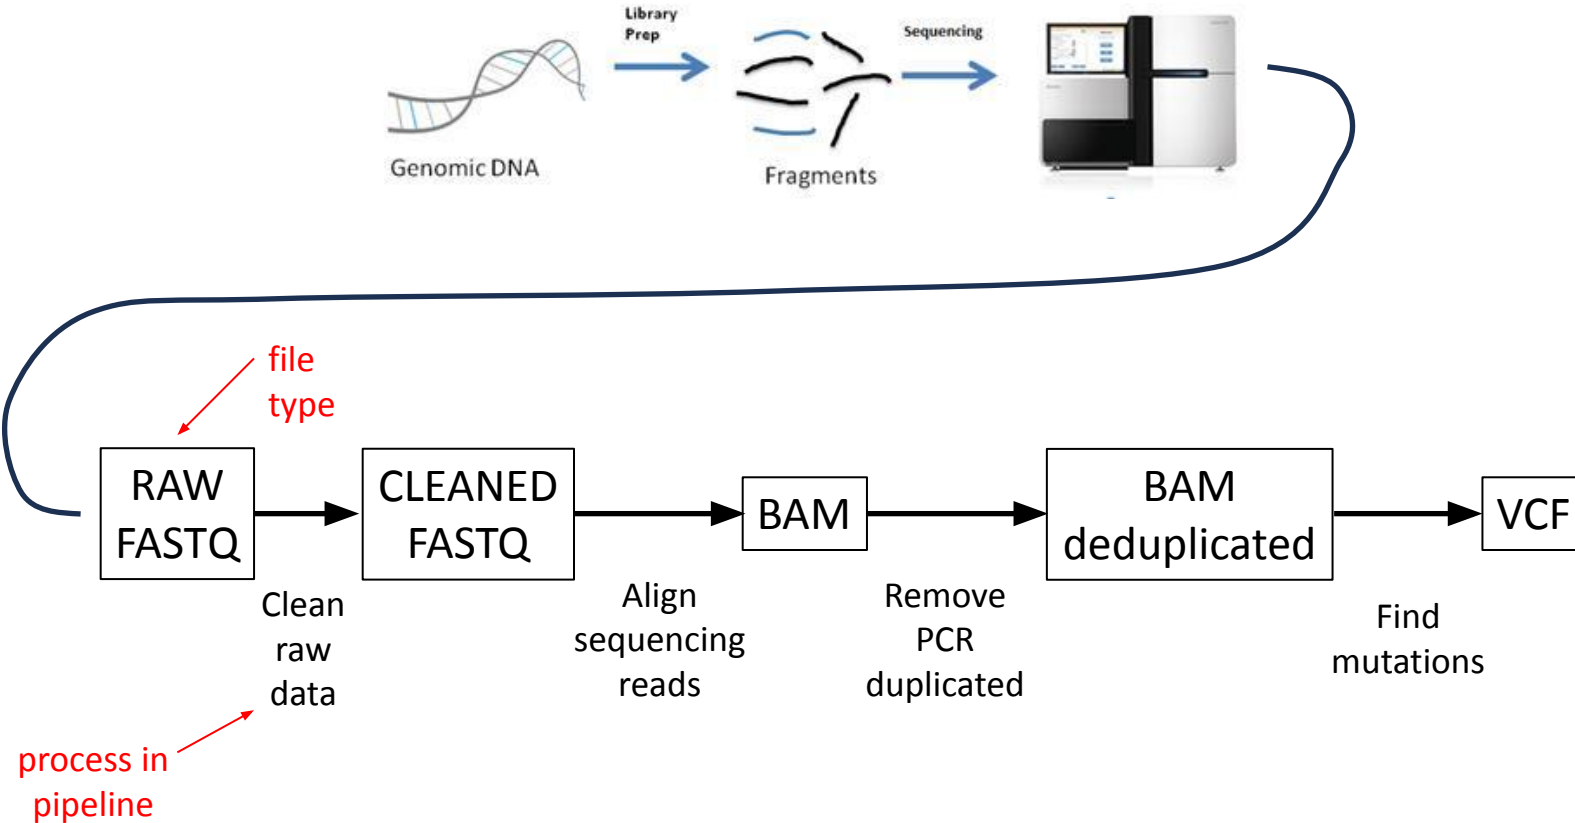 Library
Prep
Sequencing
Genomic DNA
Fragments
file
type
RAW
FASTQ
CLEANED
FASTQ
BAM
BAM
deduplicated
VCF
Clean
raw
data
Align
sequencing
reads
Remove
PCR
duplicated
Find
mutations
process in
pipeline